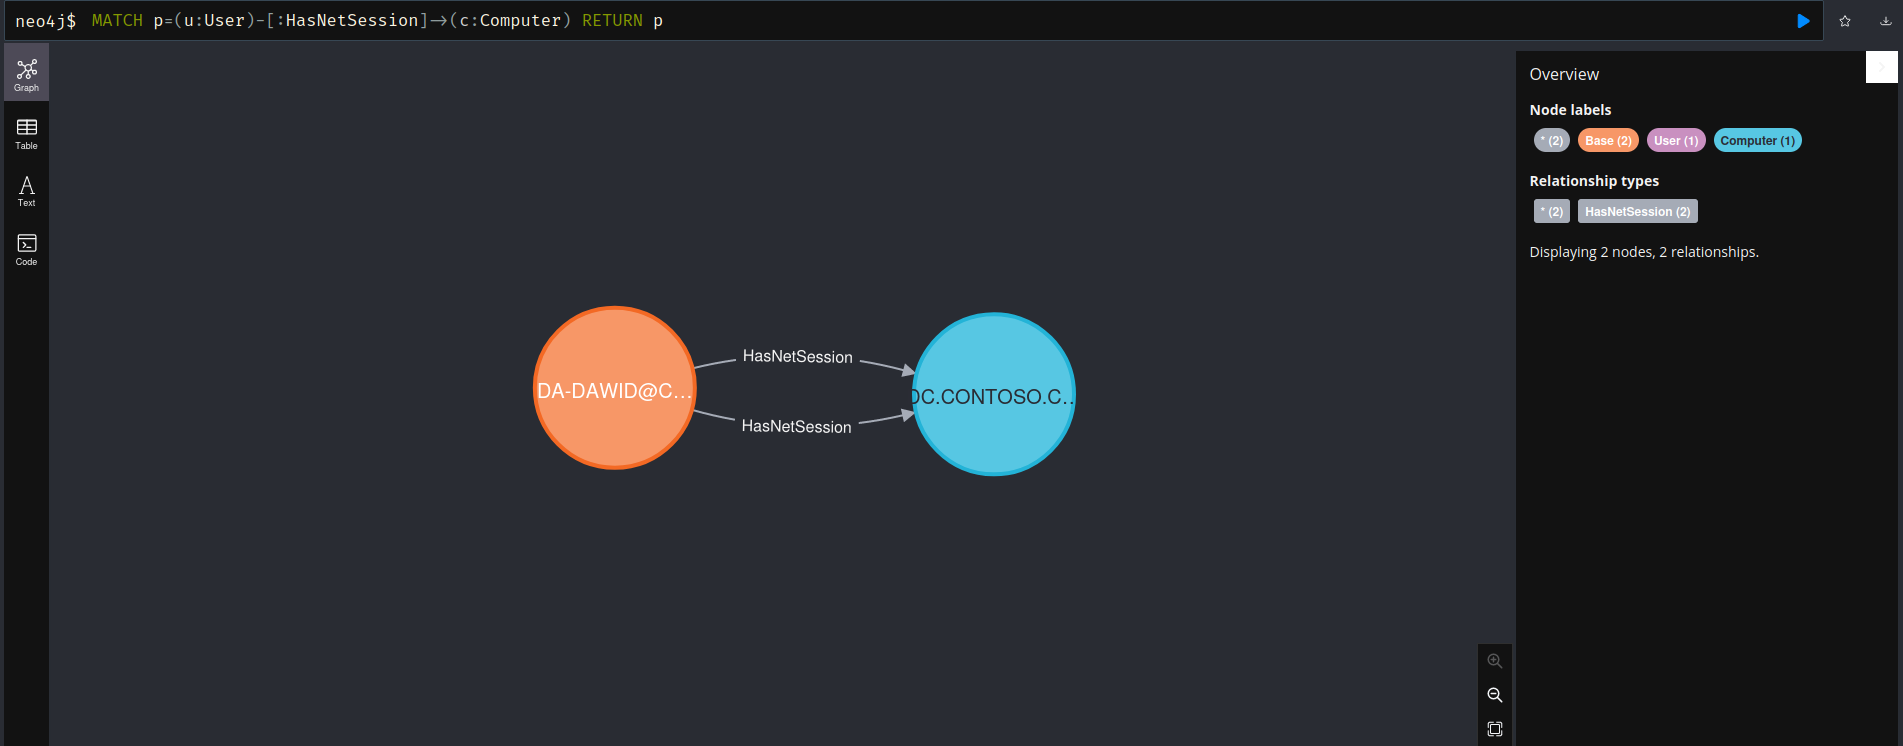 neo4j$ MATCH p=(u:User)-[:HasNetSession]→(c:Computer) RETURN p
Graph
Table
Text
Code
DA-DAWID@C...
HasNetSession
HasNetSession
DC.CONTOSO.C...
Overview
Node labels
* (2) Base (2) User (1) Computer (1)
Relationship types
* (2) HasNetSession (2)
Displaying 2 nodes, 2 relationships.